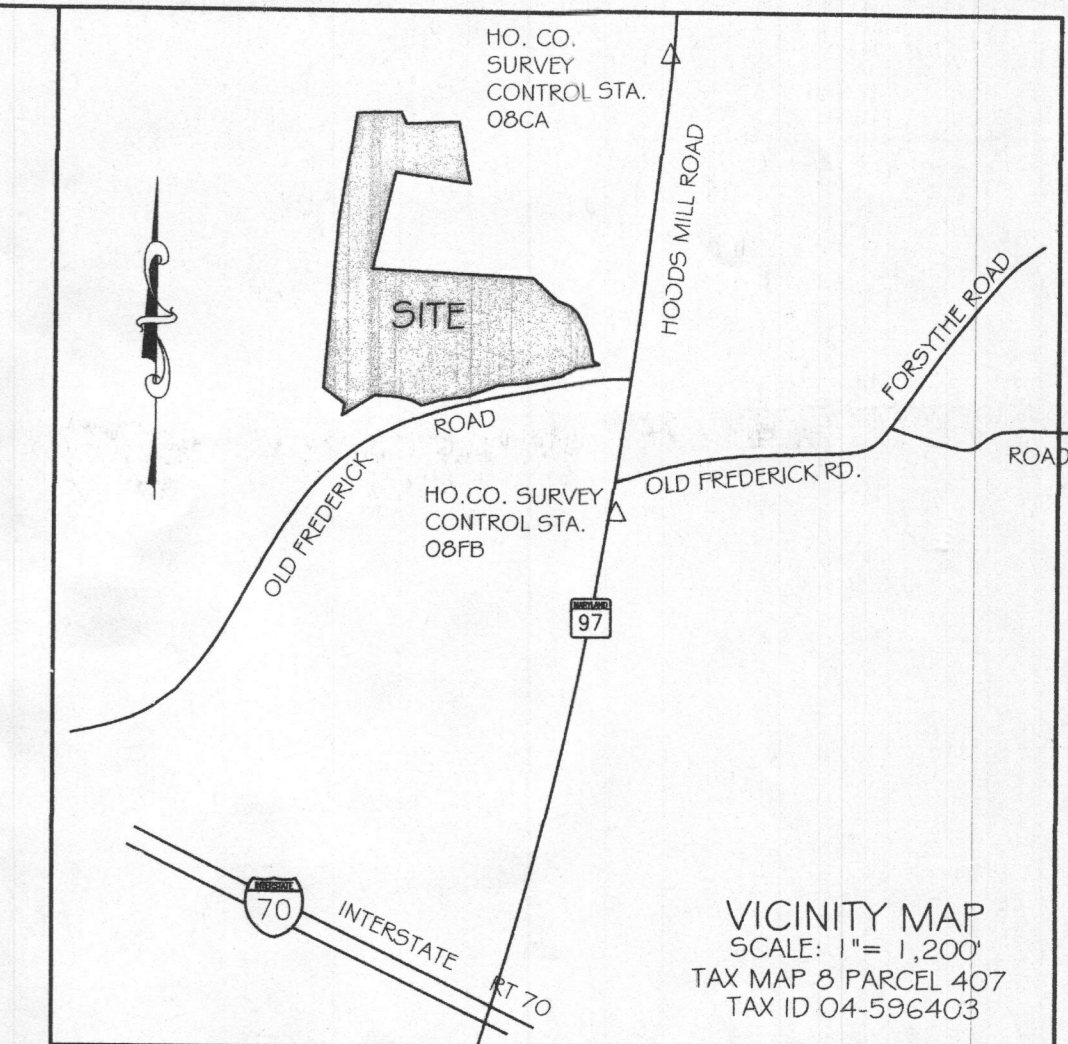 HO. CO.
SURVEY
CONTROL STA.
08CA
HOODS MILL ROAD
FORSYTHE ROAD
SITE
ROAD
OLD FREDERICK
OLD FREDERICK RD.
ROAD
HO.CO. SURVEY
CONTROL STA.
08FB
MARYLAND
97
INTERSTATE
70
INTERSTATE
RT 70
VICINITY MAP
SCALE: 1"= 1,200'
TAX MAP 8 PARCEL 407
TAX ID 04-596403